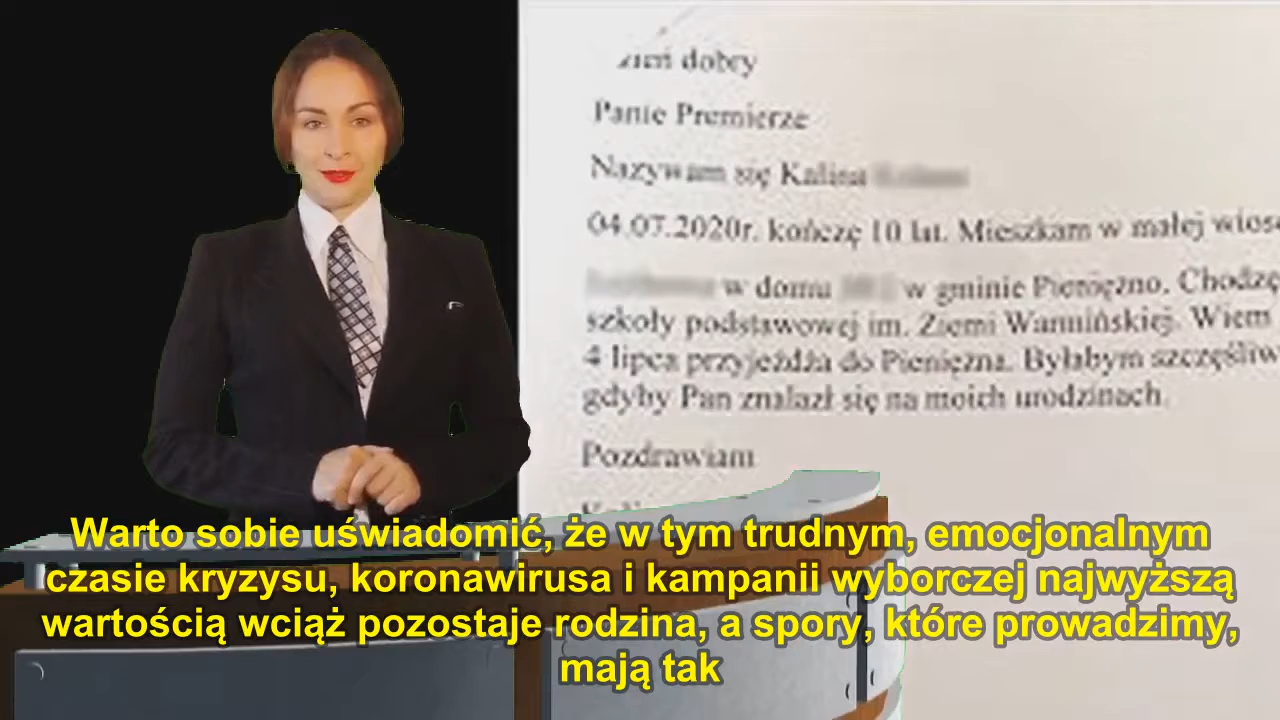 dobry
Panie Premierze
Nazywam się Kalina
04.07.2020r. kończę 10 lat. Mieszkam w małej
w domu w gminie Pieniężno. Chodzę
szkoły podstawowej im. Ziemi Warmińskiej. Wiem
4 lipca przyjeżdża do Pieniężna. Byłabym szczęśliw
gdyby Pan znalazł się na moich urodzinach.
Pozdrawiam
Warto sobie uświadomić, że w tym trudnym, emocjonalnym
czasie kryzysu, koronawirusa i kampanii wyborczej najwyższą
wartością wciąż pozostaje rodzina, a spory, które prowadzimy,
mają tak